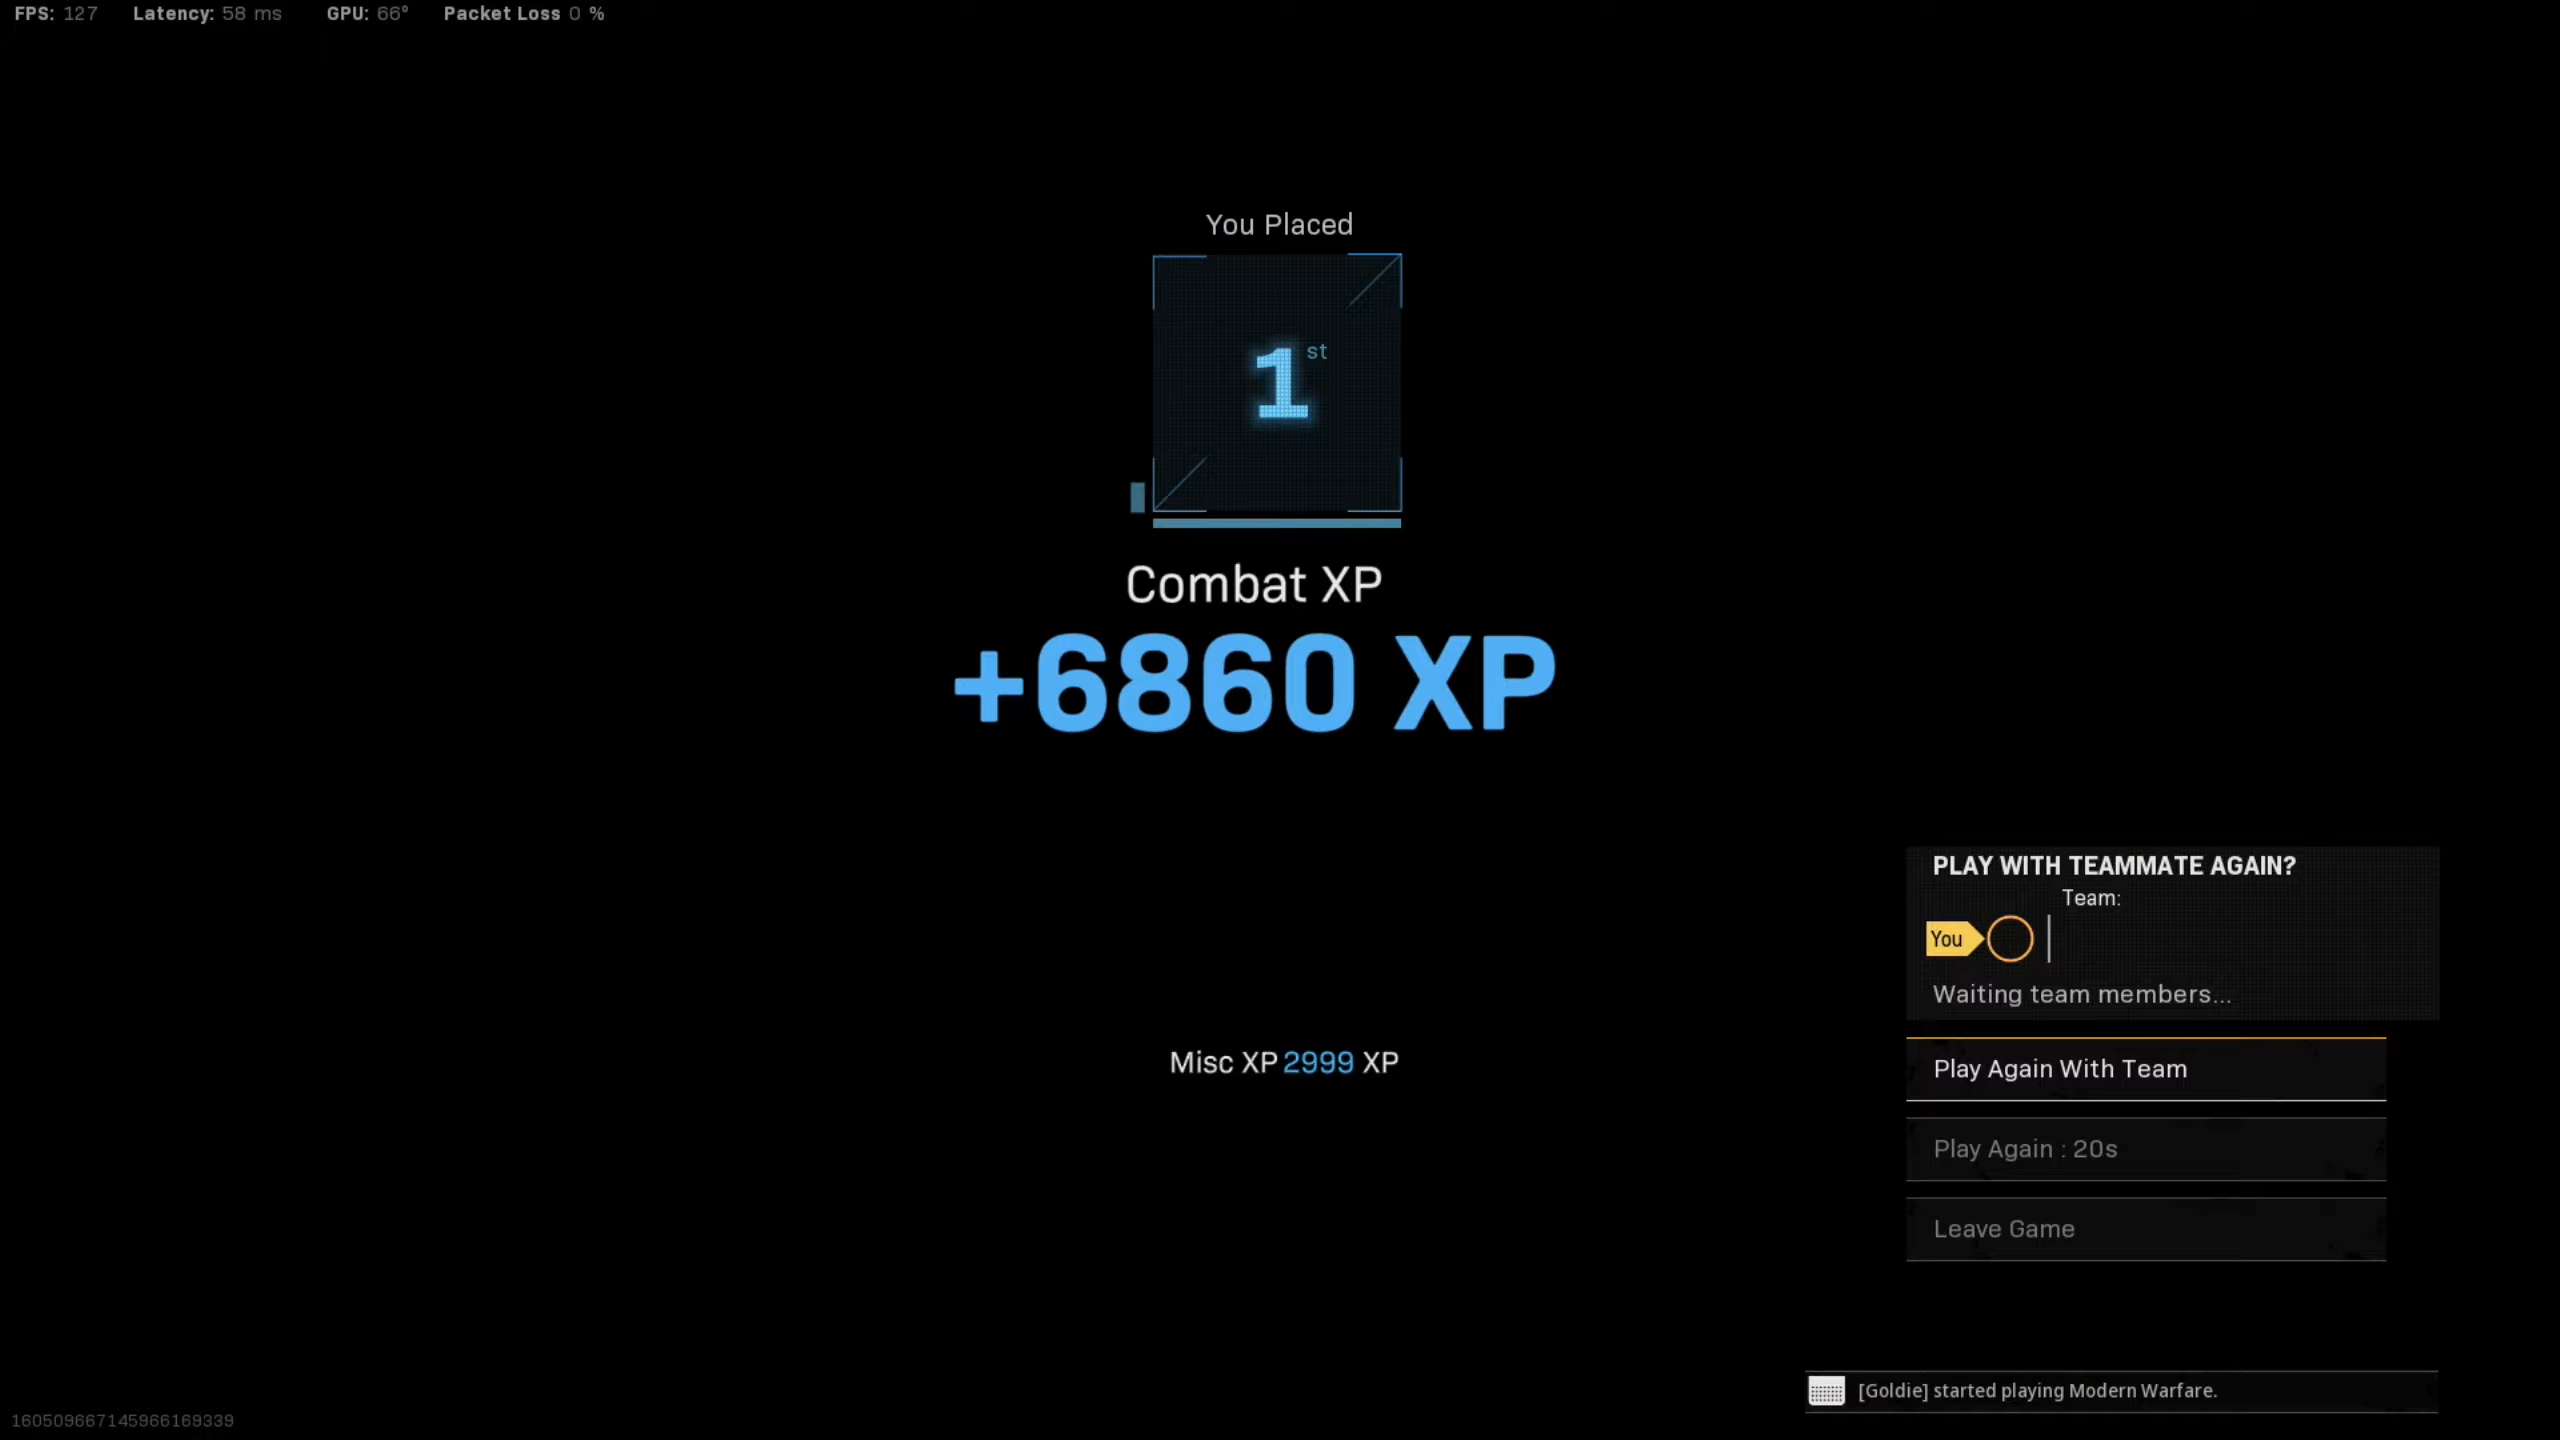 FPS: 127 Latency: 58 ms GPU: 66° Packet Loss 0 %
You Placed
1st
Combat XP
+6860 XP
Misc XP 2999 XP
PLAY WITH TEAMMATE AGAIN?
Team:
You
Waiting team members...
Play Again With Team
Play Again : 20s
Leave Game
[Goldie] started playing Modern Warfare.
160509667145966169339